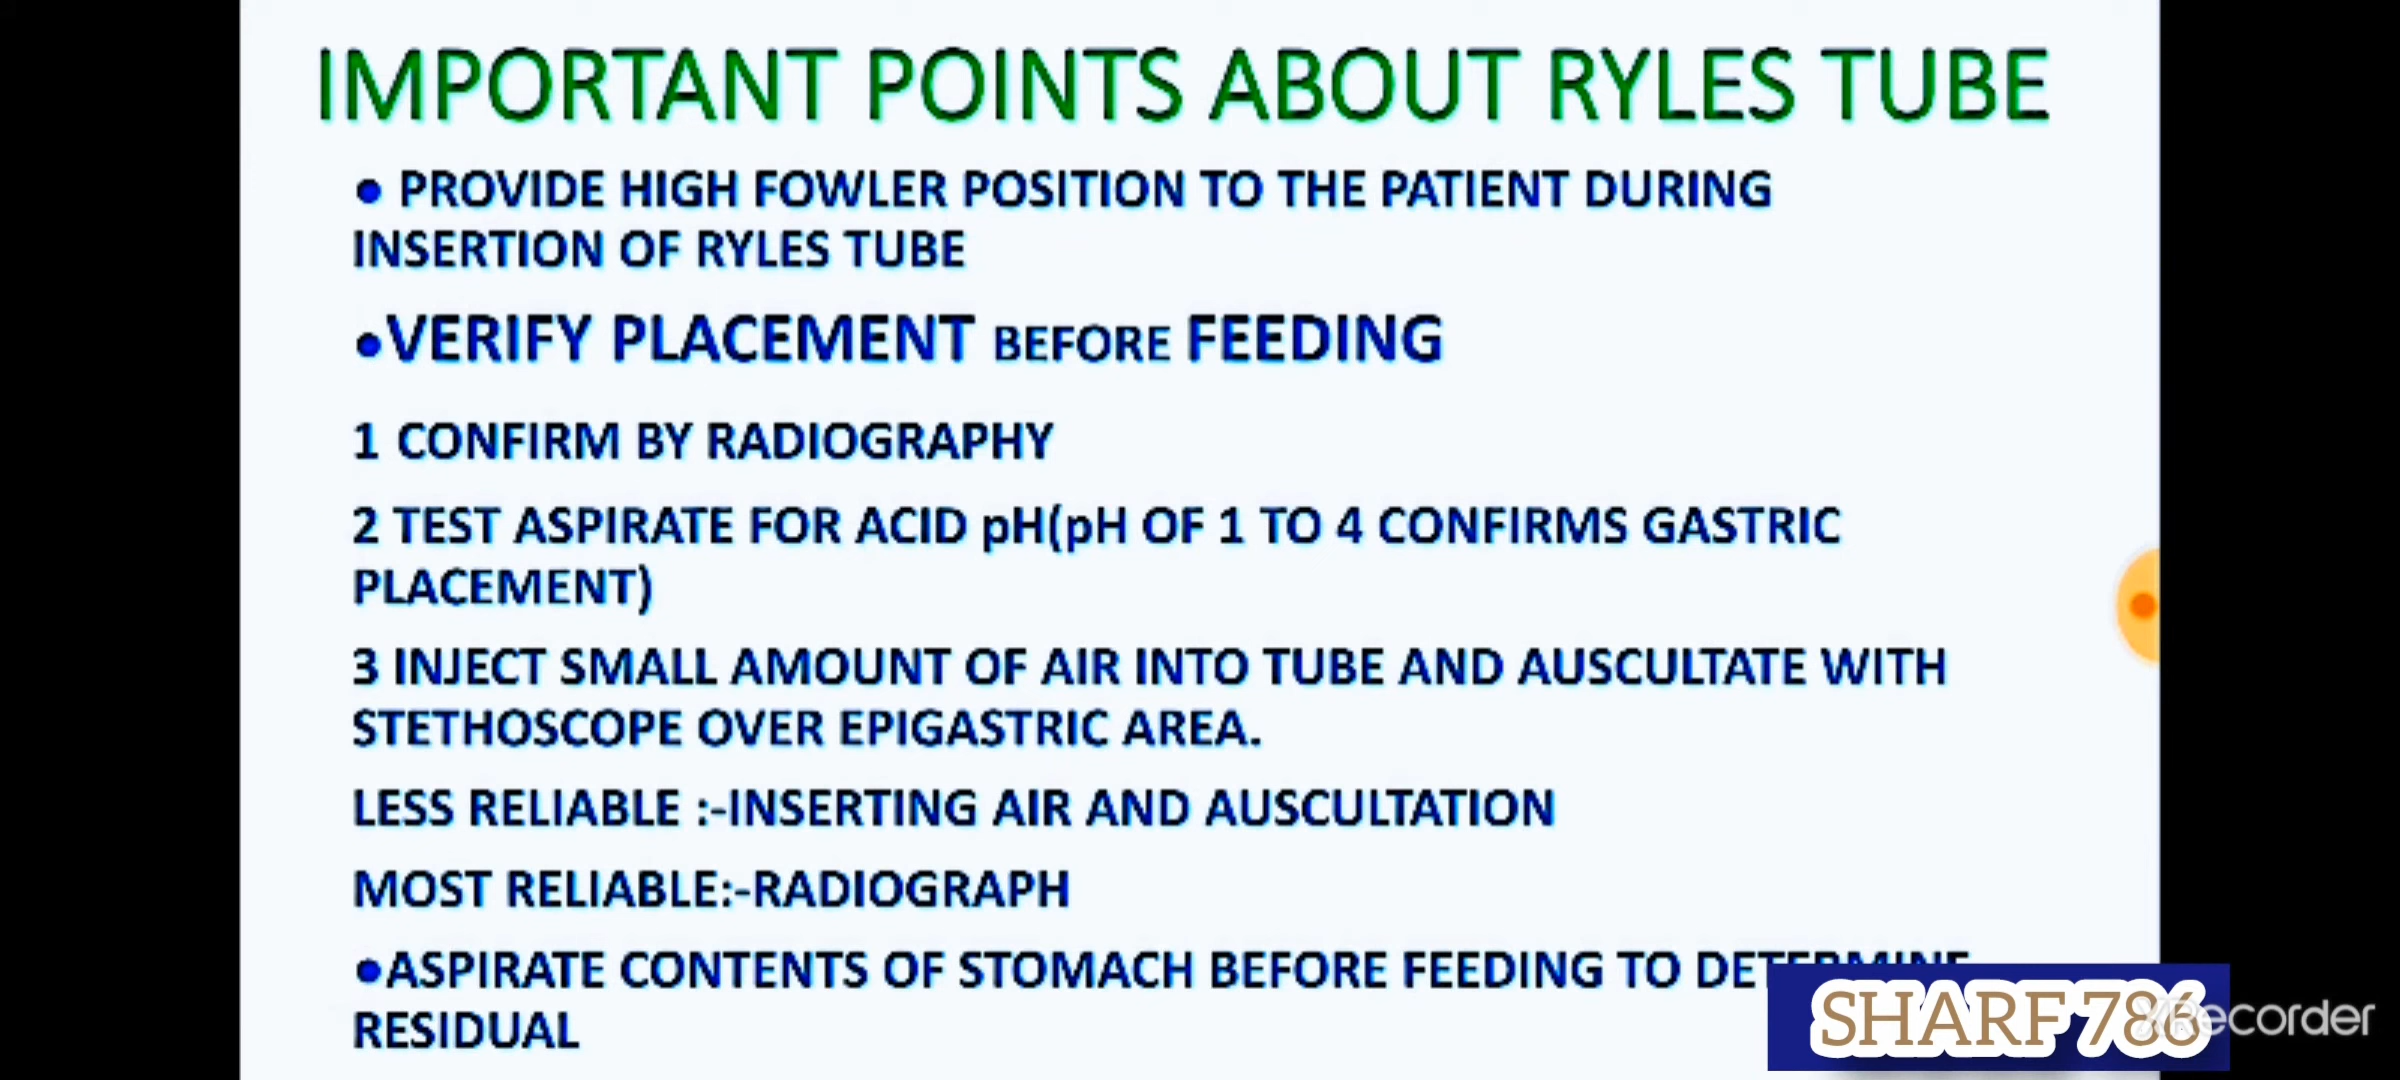 IMPORTANT POINTS ABOUT RYLES TUBE
● PROVIDE HIGH FOWLER POSITION TO THE PATIENT DURING
INSERTION OF RYLES TUBE
●VERIFY PLACEMENT BEFORE FEEDING
1 CONFIRM BY RADIOGRAPHY
2 TEST ASPIRATE FOR ACID pH(pH OF 1 TO 4 CONFIRMS GASTRIC
PLACEMENT)
3 INJECT SMALL AMOUNT OF AIR INTO TUBE AND AUSCULTATE WITH
STETHOSCOPE OVER EPIGASTRIC AREA.
LESS RELIABLE :-INSERTING AIR AND AUSCULTATION
MOST RELIABLE:-RADIOGRAPH
●ASPIRATE CONTENTS OF STOMACH BEFORE FEEDING TO DETERMINE
RESIDUAL
SHARF 786
XRecorder